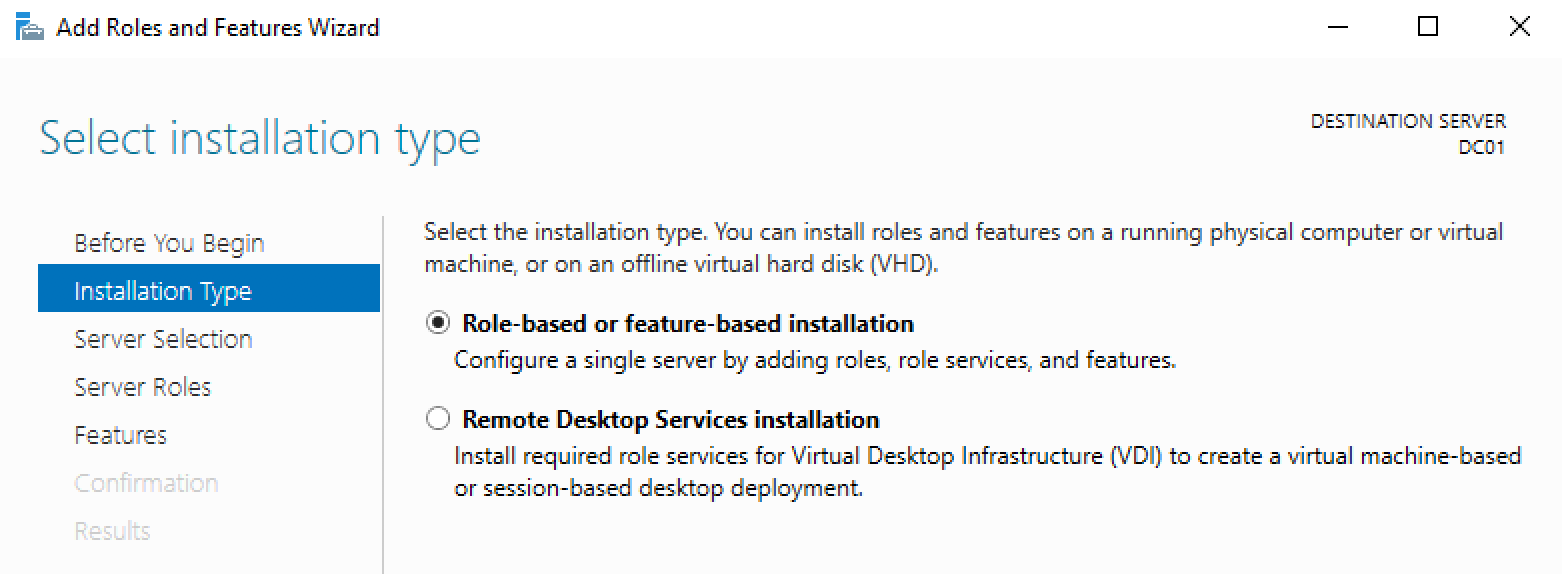 Add Roles and Features Wizard
Select installation type
DESTINATION SERVER
DC01
Before You Begin
Installation Type
Server Selection
Server Roles
Features
Confirmation
Results
Select the installation type. You can install roles and features on a running physical computer or virtual
machine, or on an offline virtual hard disk (VHD).
Role-based or feature-based installation
Configure a single server by adding roles, role services, and features.
Remote Desktop Services installation
Install required role services for Virtual Desktop Infrastructure (VDI) to create a virtual machine-based
or session-based desktop deployment.